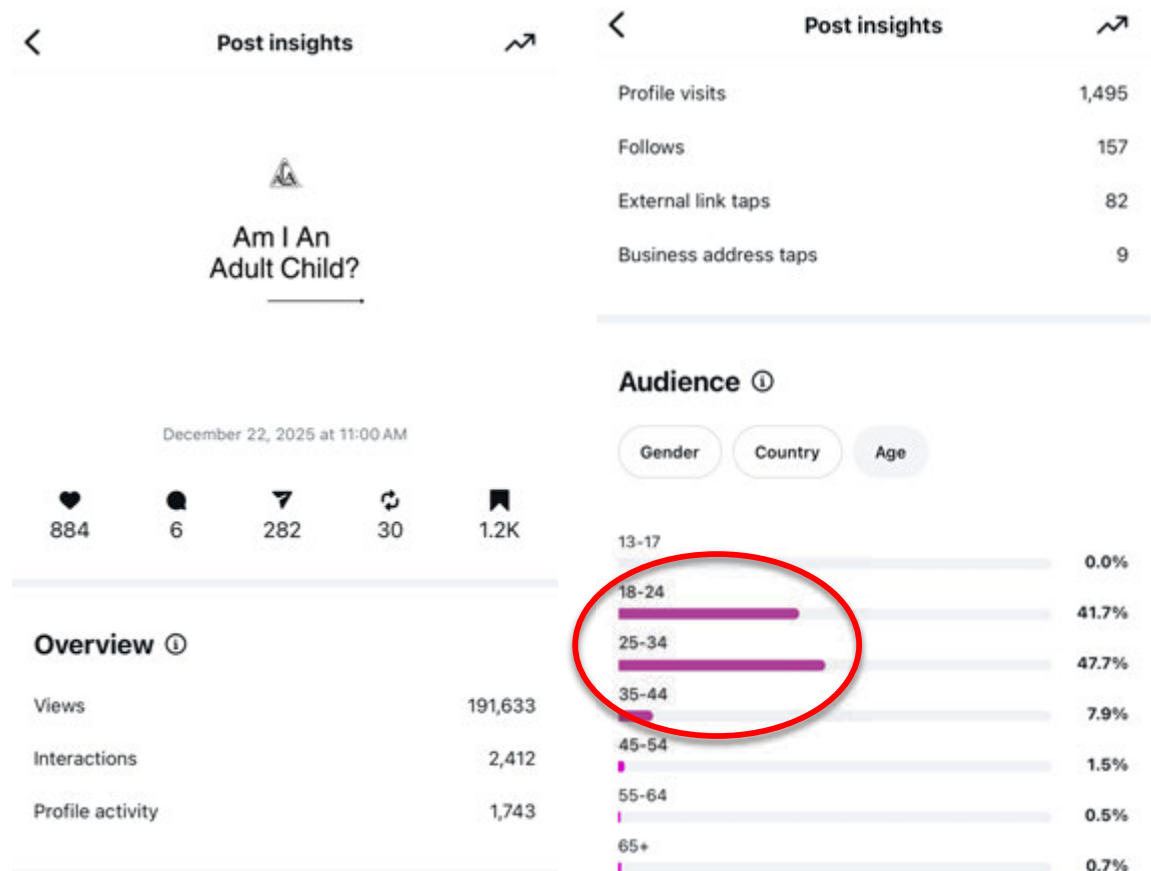 Post insights
ACA
Am I An
Adult Child?
December 22, 2025 at 11:00 AM
884
6
282
30
1.2K
Overview
Views 191,633
Interactions 2,412
Profile activity 1,743
Post insights
Profile visits 1,495
Follows 157
External link taps 82
Business address taps 9
Audience
Gender Country Age
13-17
0.0%
18-24
41.7%
25-34
47.7%
35-44
7.9%
45-54
1.5%
55-64
0.5%
65+
0.7%